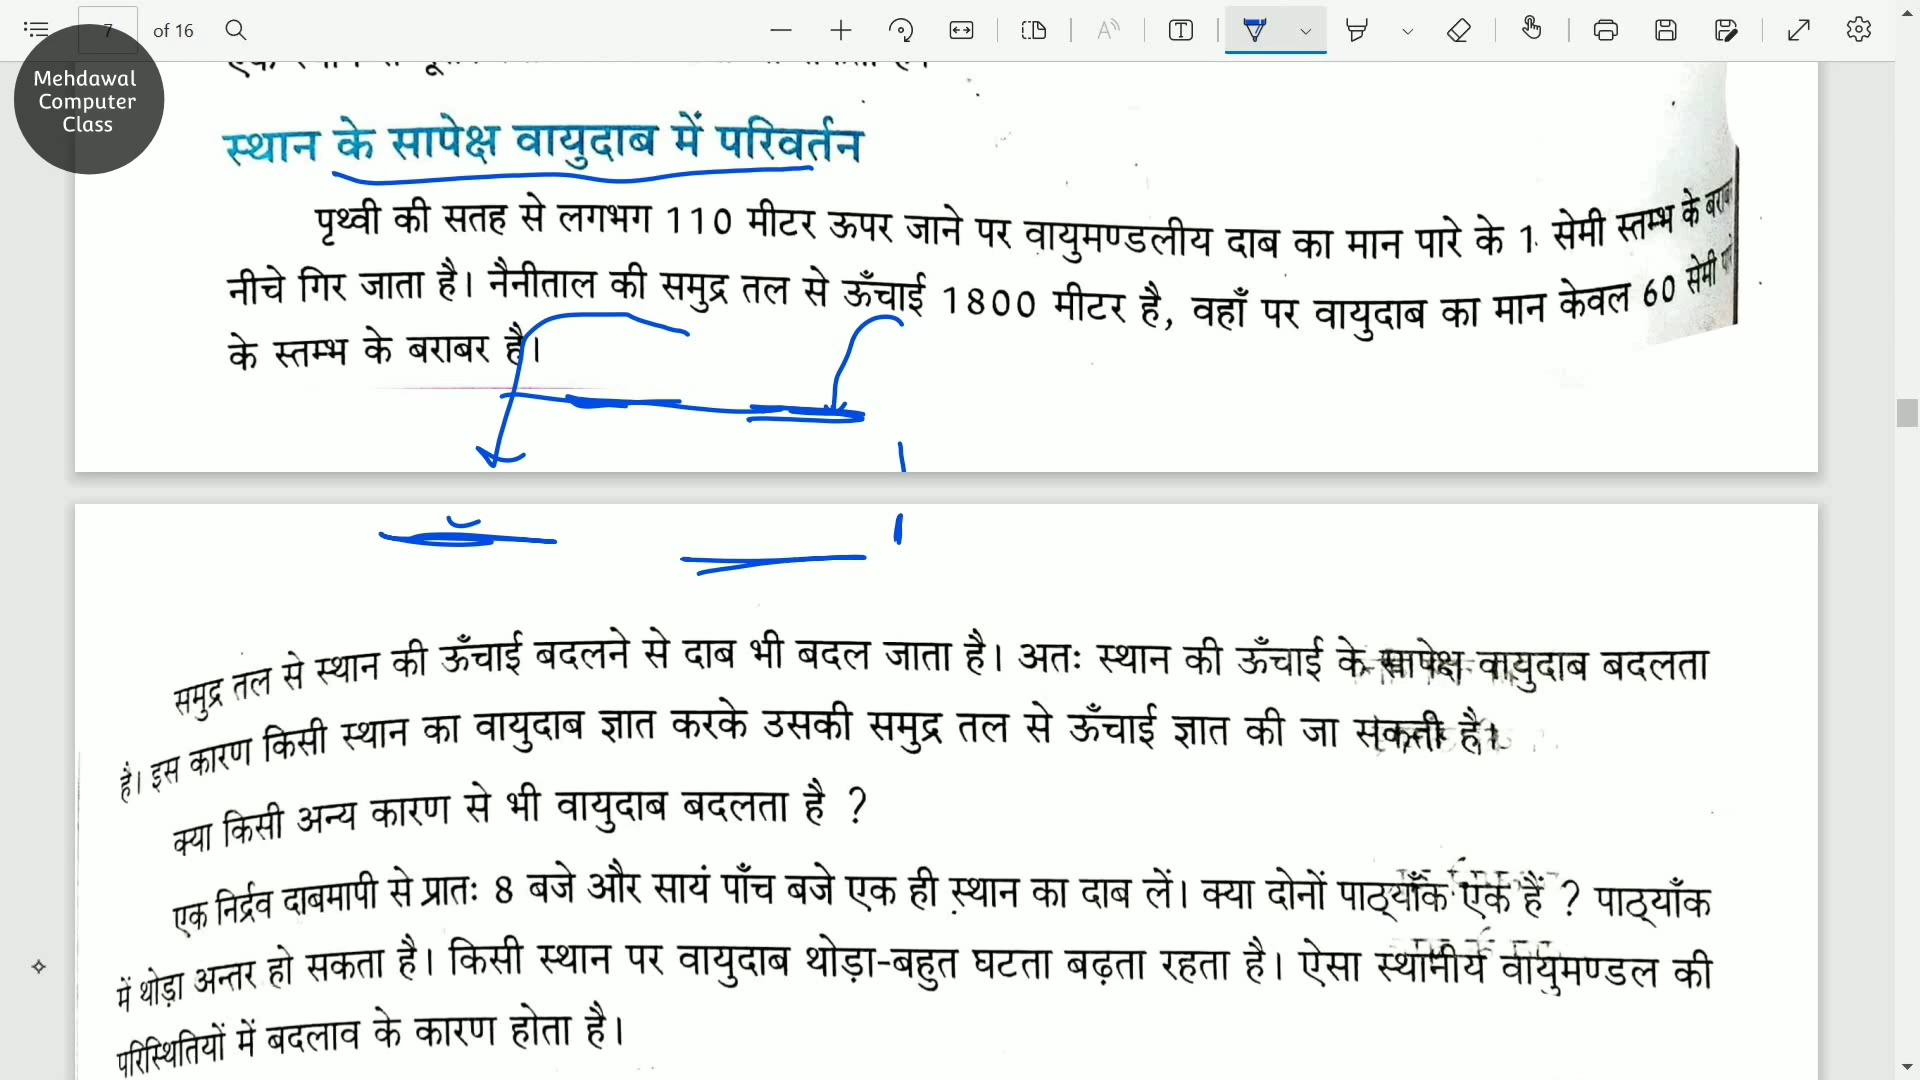 7 of 16
Mehdawal
Computer
Class
स्थान के सापेक्ष वायुदाब में परिवर्तन
पृथ्वी की सतह से लगभग 110 मीटर ऊपर जाने पर वायुमण्डलीय दाब का मान पारे के 1 सेमी स्तम्भ के
नीचे गिर जाता है। नैनीताल की समुद्र तल से ऊँचाई 1800 मीटर है, वहाँ पर वायुदाब का मान केवल 60 सेमी
के स्तम्भ के बराबर है।
समुद्र तल से स्थान की ऊँचाई बदलने से दाब भी बदल जाता है। अतः स्थान की ऊँचाई के सापेक्ष वायुदाब बदलता
है। इस कारण किसी स्थान का वायुदाब ज्ञात करके उसकी समुद्र तल से ऊँचाई ज्ञात की जा सकती है।
क्या किसी अन्य कारण से भी वायुदाब बदलता है ?
एक निर्द्रव दाबमापी से प्रातः 8 बजे और सायं पाँच बजे एक ही स्थान का दाब लें। क्या दोनों पाठ्याँक एक हैं ? पाठ्याँक
में थोड़ा अन्तर हो सकता है। किसी स्थान पर वायुदाब थोड़ा-बहुत घटता बढ़ता रहता है। ऐसा स्थानीय वायुमण्डल की
परिस्थितियों में बदलाव के कारण होता है।